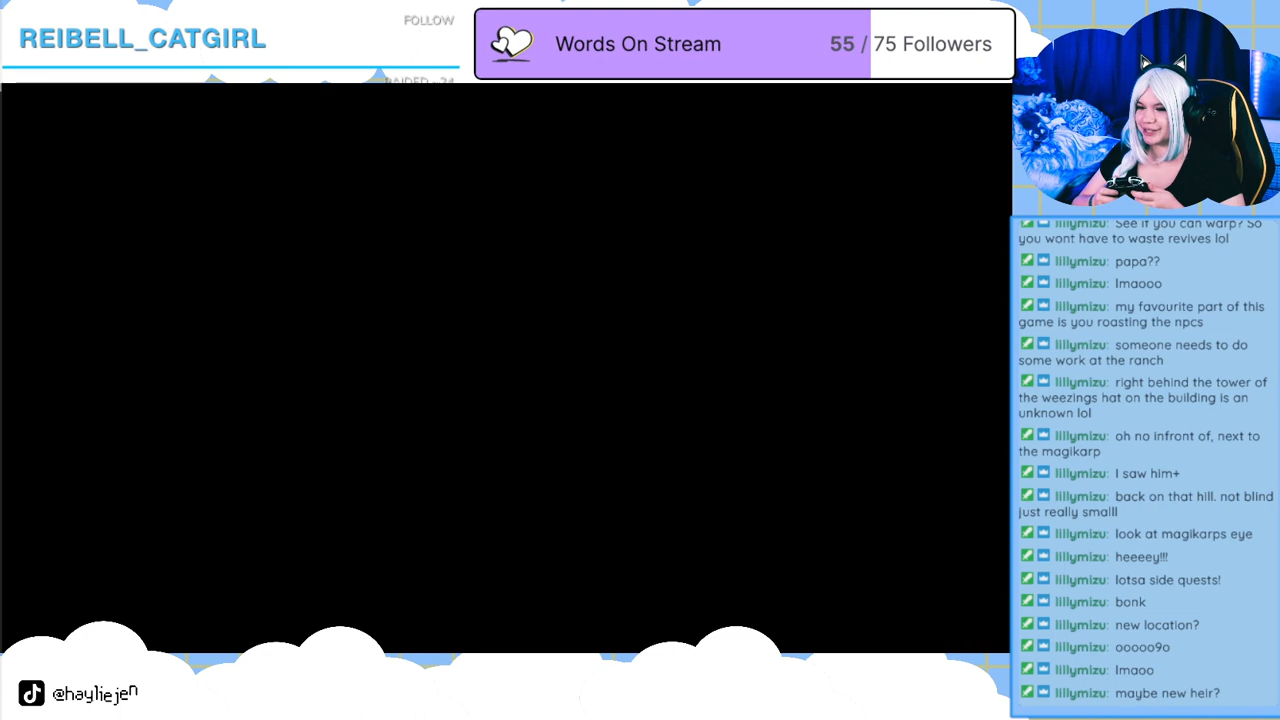 REIBELL_CATGIRL
FOLLOW
RAIDED - 24
Words On Stream
55 / 75 Followers
lillymizu: See if you can warp? So
you wont have to waste revives lol
lillymizu: papa??
lillymizu: lmaooo
lillymizu: my favourite part of this
game is you roasting the npcs
lillymizu: someone needs to do
some work at the ranch
lillymizu: right behind the tower of
the weezings hat on the building is an
unknown lol
lillymizu: oh no infront of, next to
the magikarp
lillymizu: I saw him+
lillymizu: back on that hill. not blind
just really smalll
lillymizu: look at magikarps eye
lillymizu: heeeey!!!
lillymizu: lotsa side quests!
lillymizu: bonk
lillymizu: new location?
lillymizu: ooooo9o
lillymizu: lmaoo
lillymizu: maybe new heir?
@hayliejen